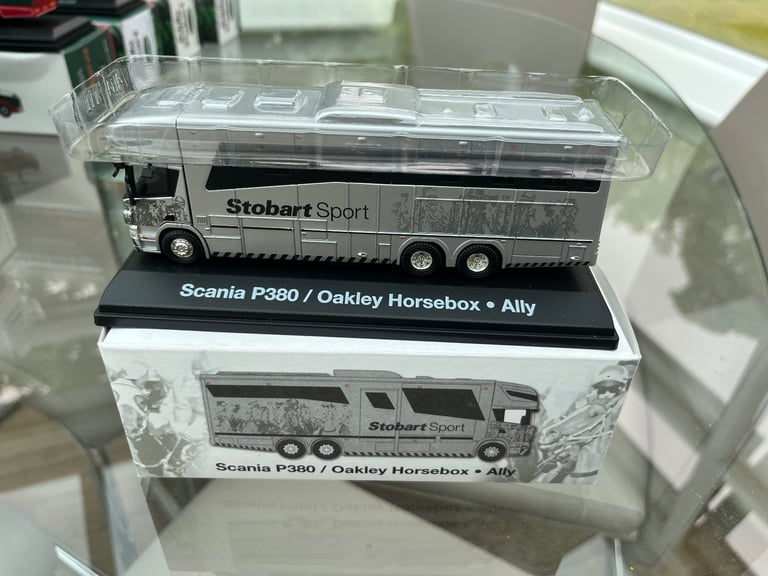 Stobart Sport
Scania P380 / Oakley Horsebox • Ally
Stobart Sport
Scania P380 / Oakley Horsebox • Ally